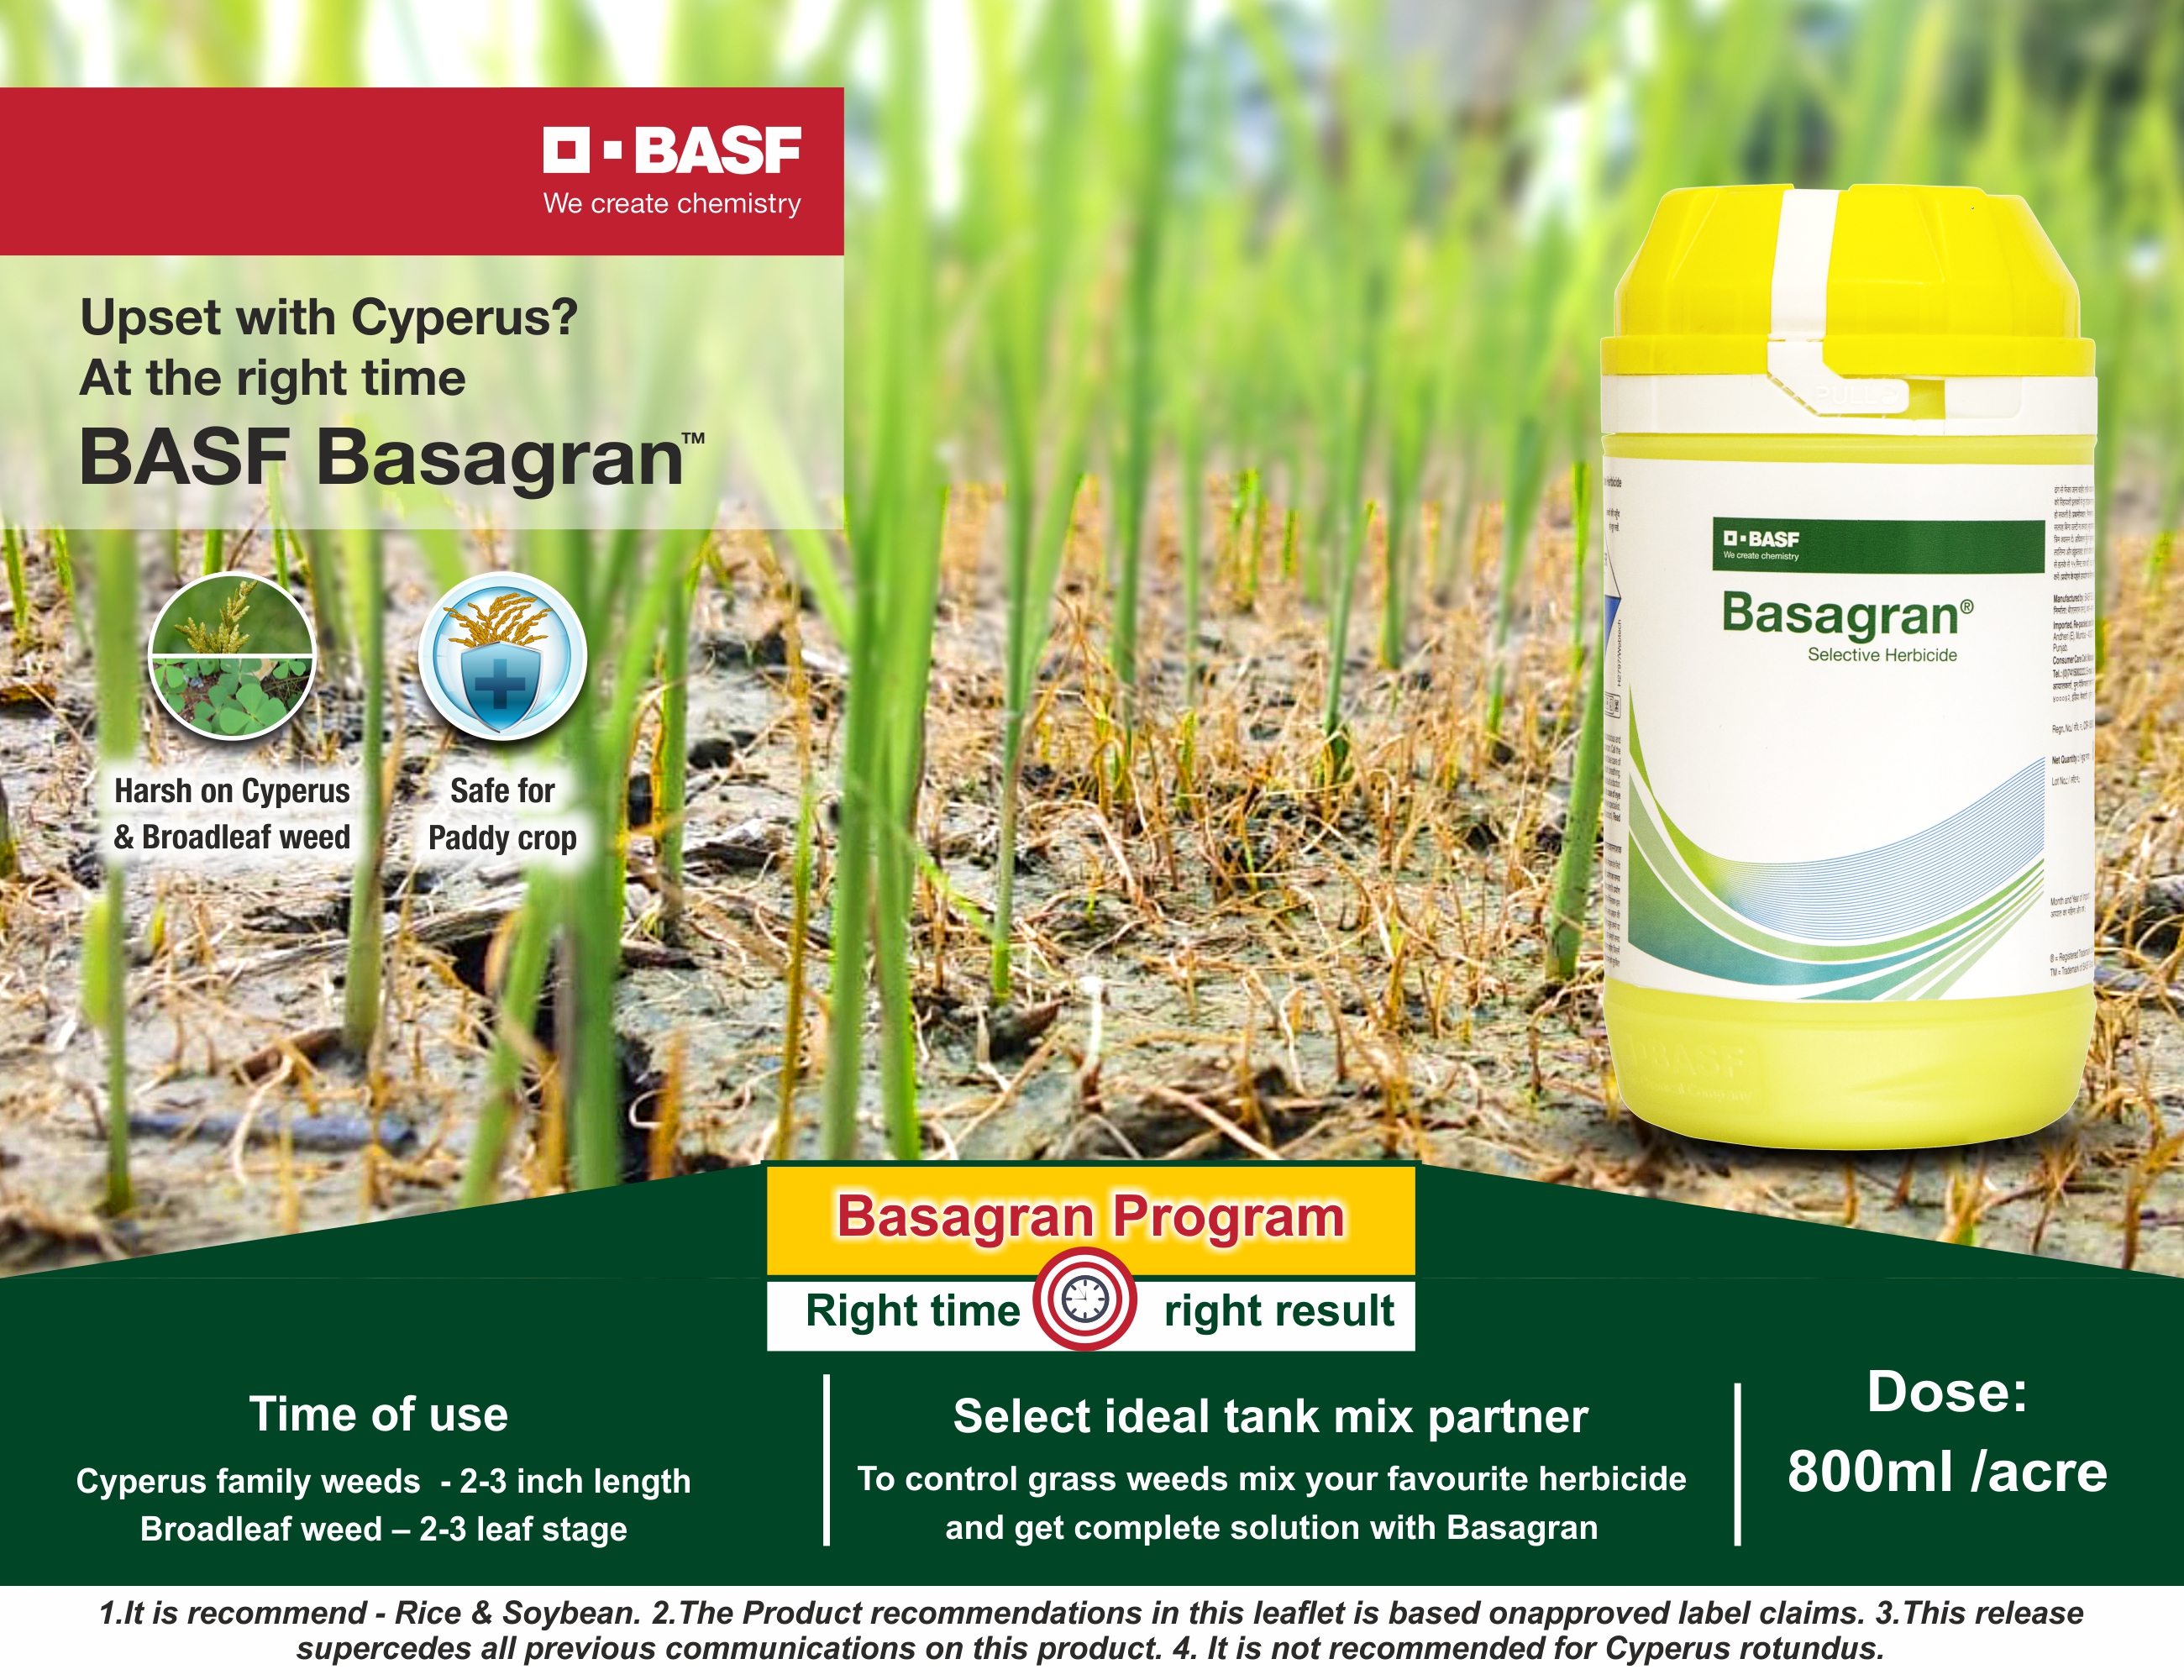 BASF
We create chemistry
Upset with Cyperus?
At the right time
BASF Basagran™
Harsh on Cyperus
& Broadleaf weed
Safe for
Paddy crop
PULL
BASF
We create chemistry
Basagran®
Selective Herbicide
Basagran Program
Right time right result
Time of use
Cyperus family weeds - 2-3 inch length
Broadleaf weed – 2-3 leaf stage
Select ideal tank mix partner
To control grass weeds mix your favourite herbicide
and get complete solution with Basagran
Dose:
800ml /acre
1.It is recommend - Rice & Soybean. 2.The Product recommendations in this leaflet is based onapproved label claims. 3.This release
supercedes all previous communications on this product. 4. It is not recommended for Cyperus rotundus.